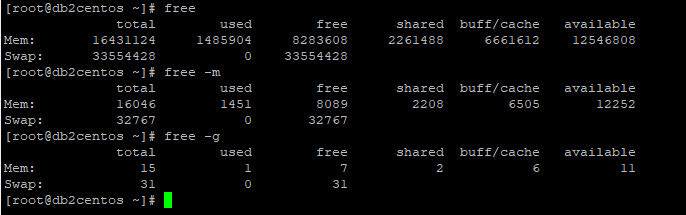 [root@db2centos ~]# free
total used free shared buff/cache available
Mem: 16431124 1485904 8283608 2261488 6661612 12546808
Swap: 33554428 0 33554428
[root@db2centos ~]# free -m
total used free shared buff/cache available
Mem: 16046 1451 8089 2208 6505 12252
Swap: 32767 0 32767
[root@db2centos ~]# free -g
total used free shared buff/cache available
Mem: 15 1 7 2 6 11
Swap: 31 0 31
[root@db2centos ~]#